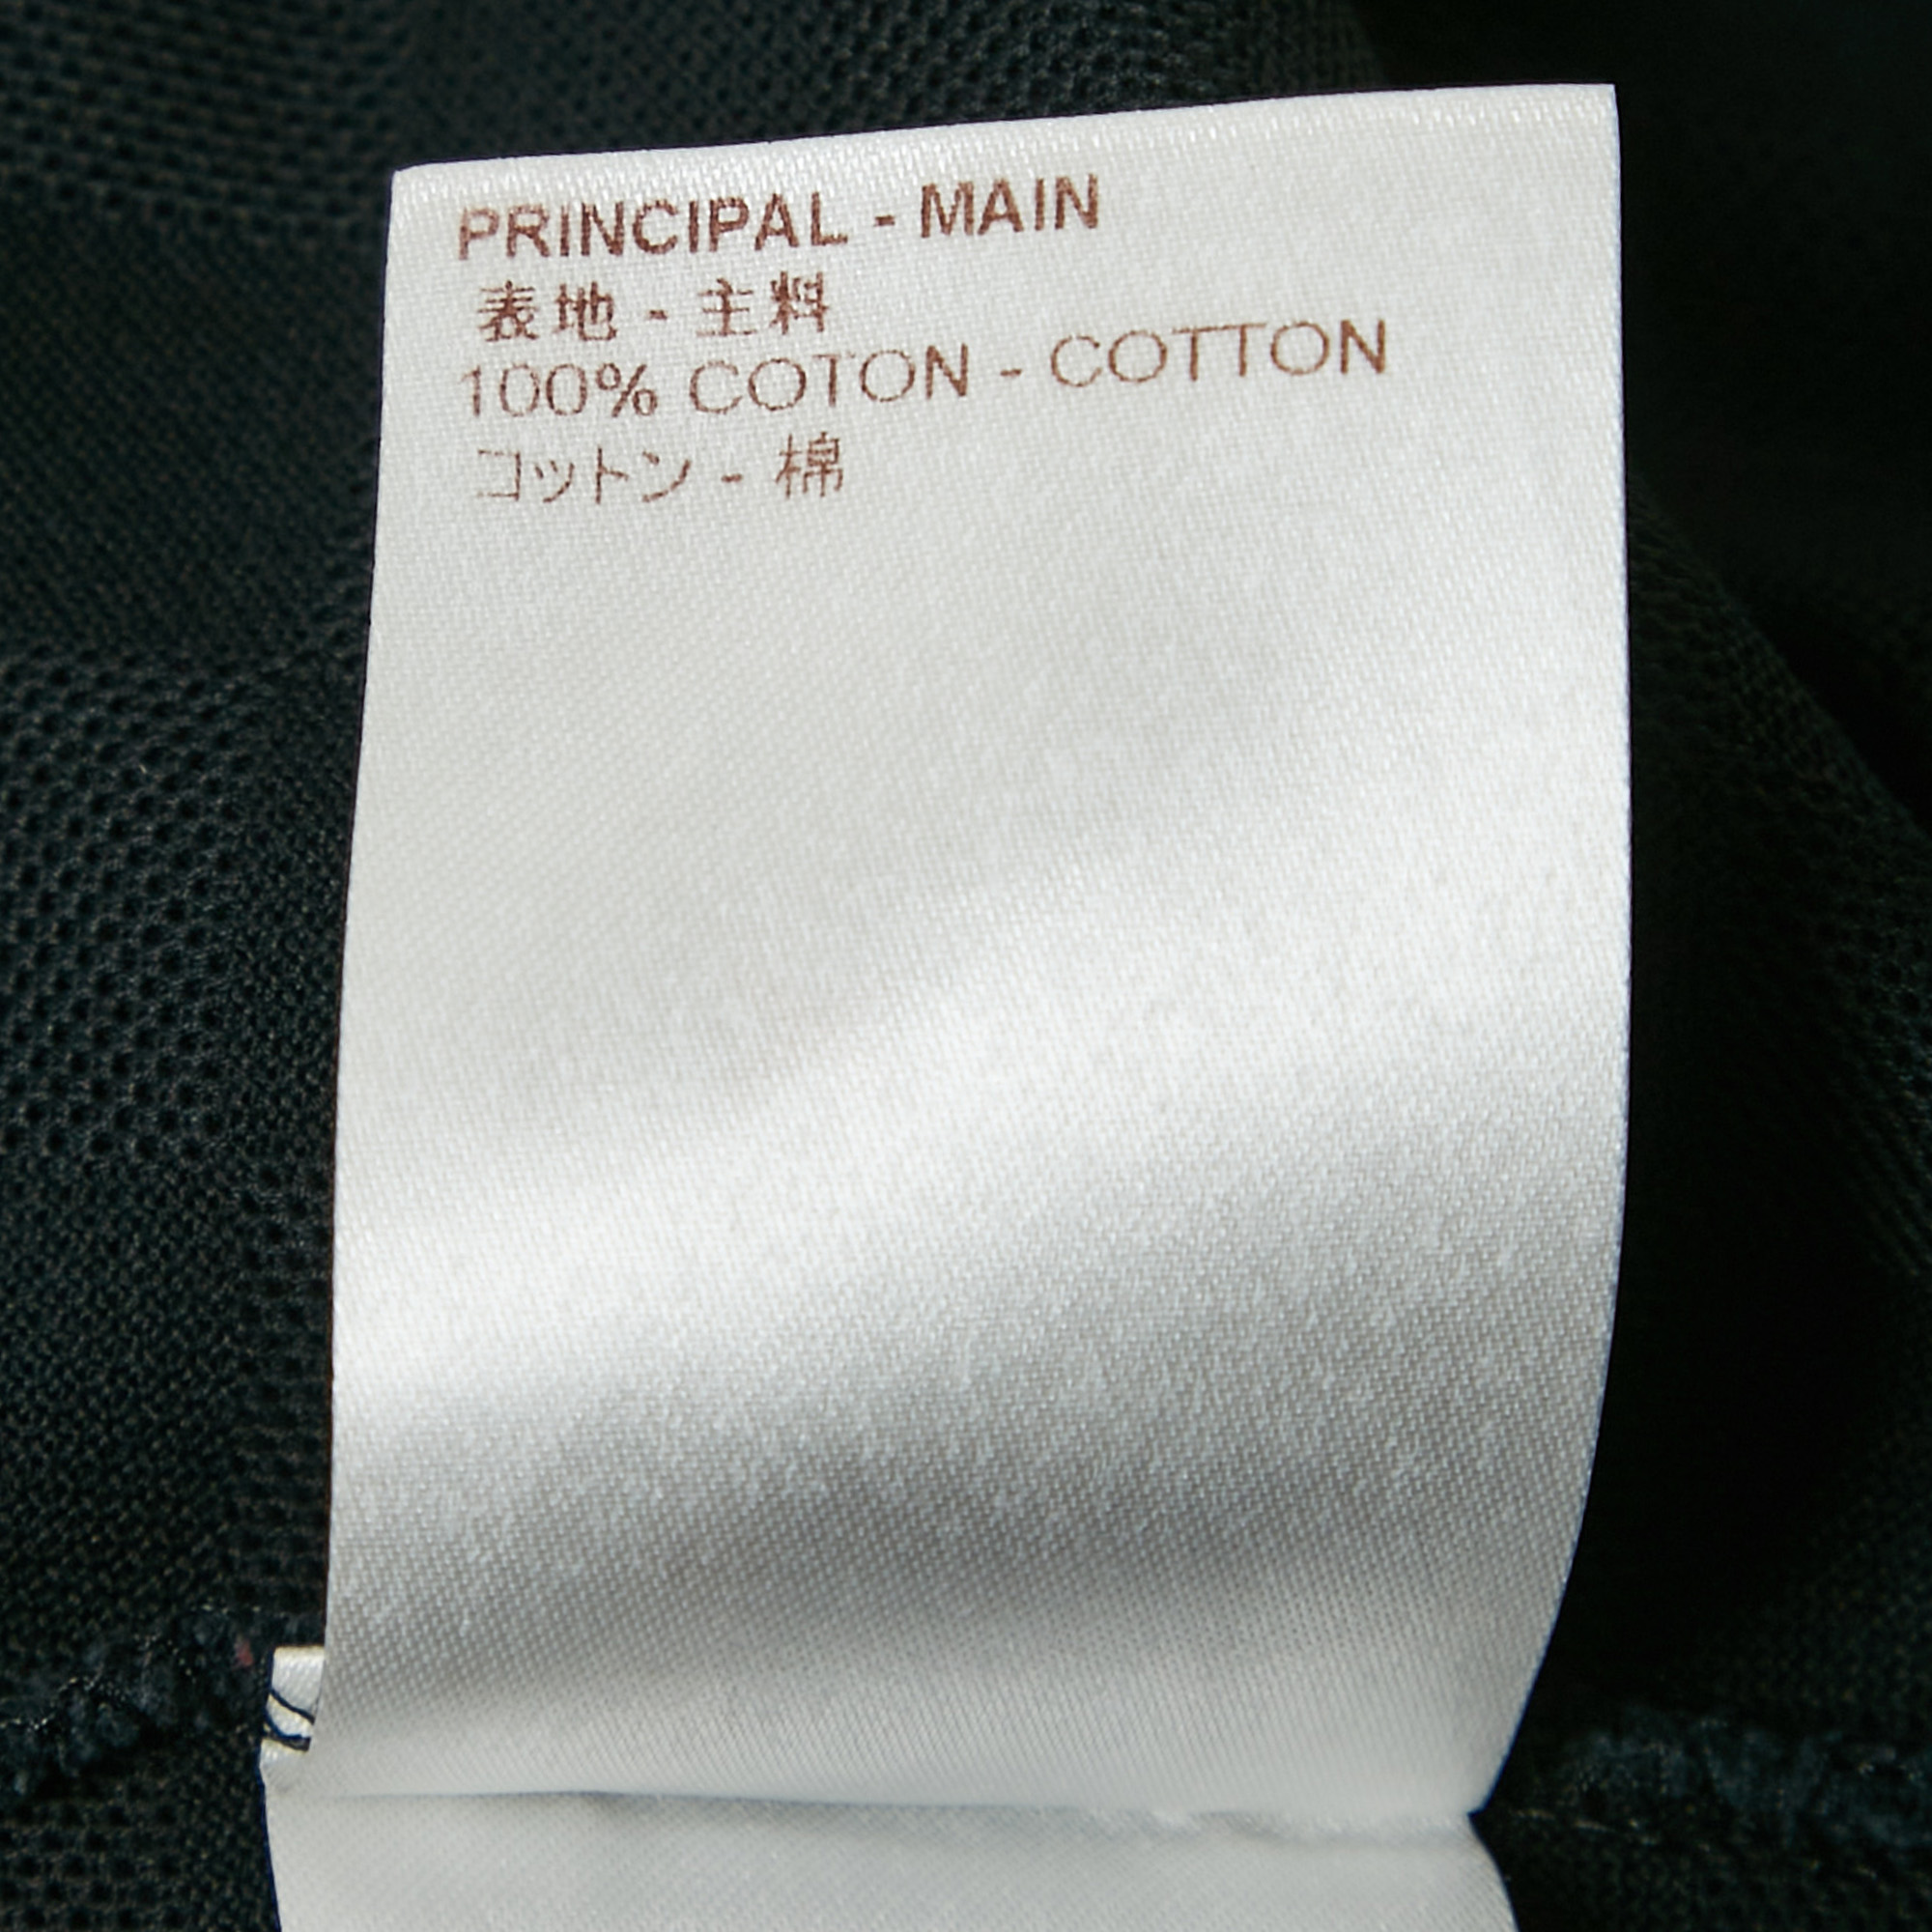 PRINCIPAL - MAIN
表地 - 主料
100% COTON - COTTON
コットン - 棉